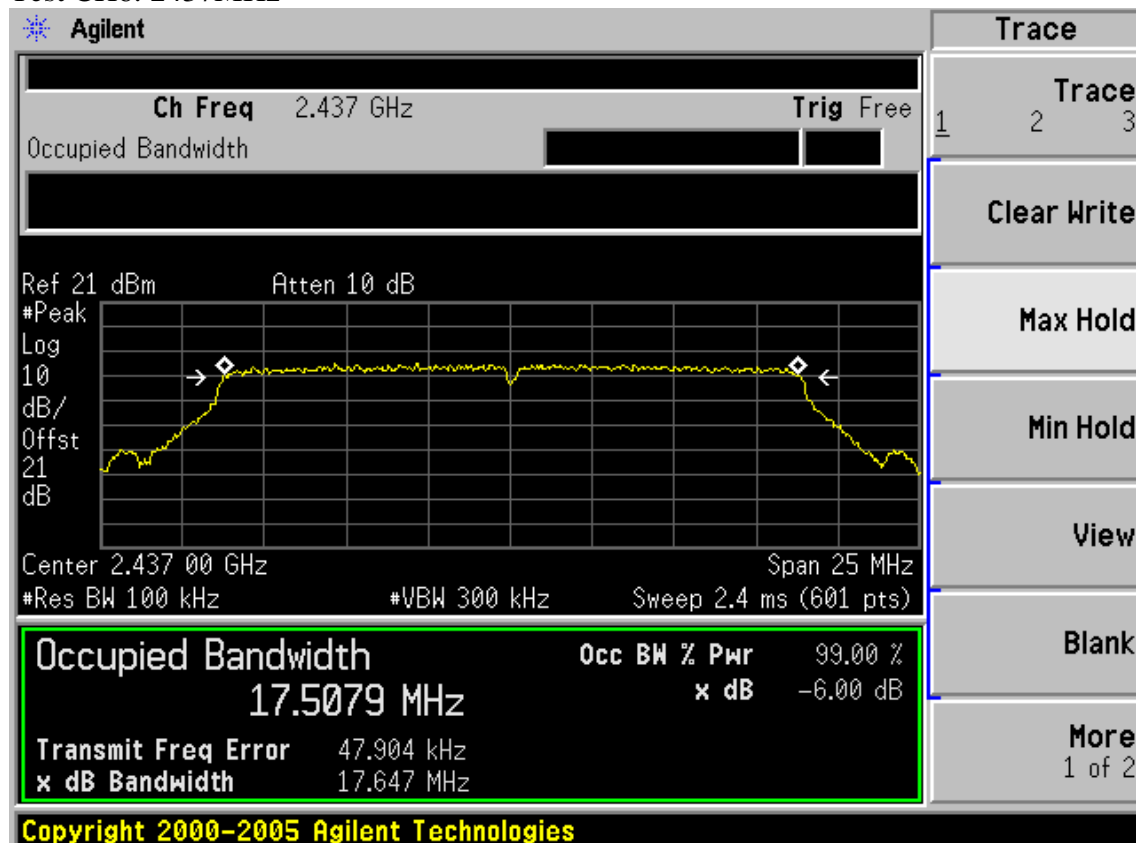 Agilent
Trace
Ch Freq 2.437 GHz Trig Free
Occupied Bandwidth
Ref 21 dBm Atten 10 dB
#Peak
Log
10
dB/
Offst
21
dB
Center 2.437 00 GHz Span 25 MHz
#Res BW 100 kHz #VBW 300 kHz Sweep 2.4 ms (601 pts)
Occupied Bandwidth Occ BW % Pwr 99.00 %
17.5079 MHz x dB -6.00 dB
Transmit Freq Error 47.904 kHz
x dB Bandwidth 17.647 MHz
Copyright 2000-2005 Agilent Technologies
Trace
1 2 3
Clear Write
Max Hold
Min Hold
View
Blank
More
1 of 2